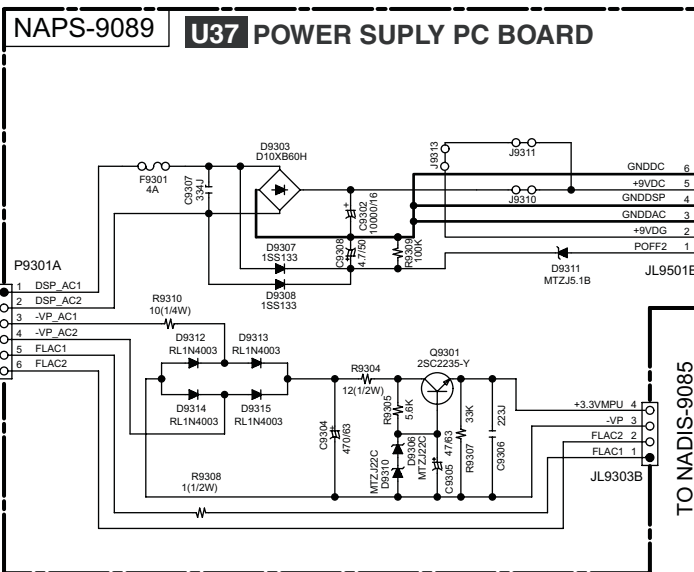 NAPS-9089
U37 POWER SUPLY PC BOARD
D9303
D10XB60H
F9301
4A
C9307
334J
C9302
10000/16
C9308
4.7/50
R9309
100K
D9307
1SS133
D9308
1SS133
J9313
J9311
J9310
GNDDC 6
+9VDC 5
GNDDSP 4
GNDDAC 3
+9VDG 2
POFF2 1
D9311
MTZJ5.1B
JL9501B
P9301A
1 DSP_AC1
2 DSP_AC2
3 -VP_AC1
4 -VP_AC2
5 FLAC1
6 FLAC2
R9310
10(1/4W)
D9312
RL1N4003
D9313
RL1N4003
D9314
RL1N4003
D9315
RL1N4003
R9304
12(1/2W)
Q9301
2SC2235-Y
C9304
470/63
R9305
5.6K
MTZJ22C
D9310
D9306
MTZJ22C
C9305
47/63
R9307
33K
C9306
223J
R9308
1(1/2W)
+3.3VMPU 4
-VP 3
FLAC2 2
FLAC1 1
JL9303B
TO NADIS-9085